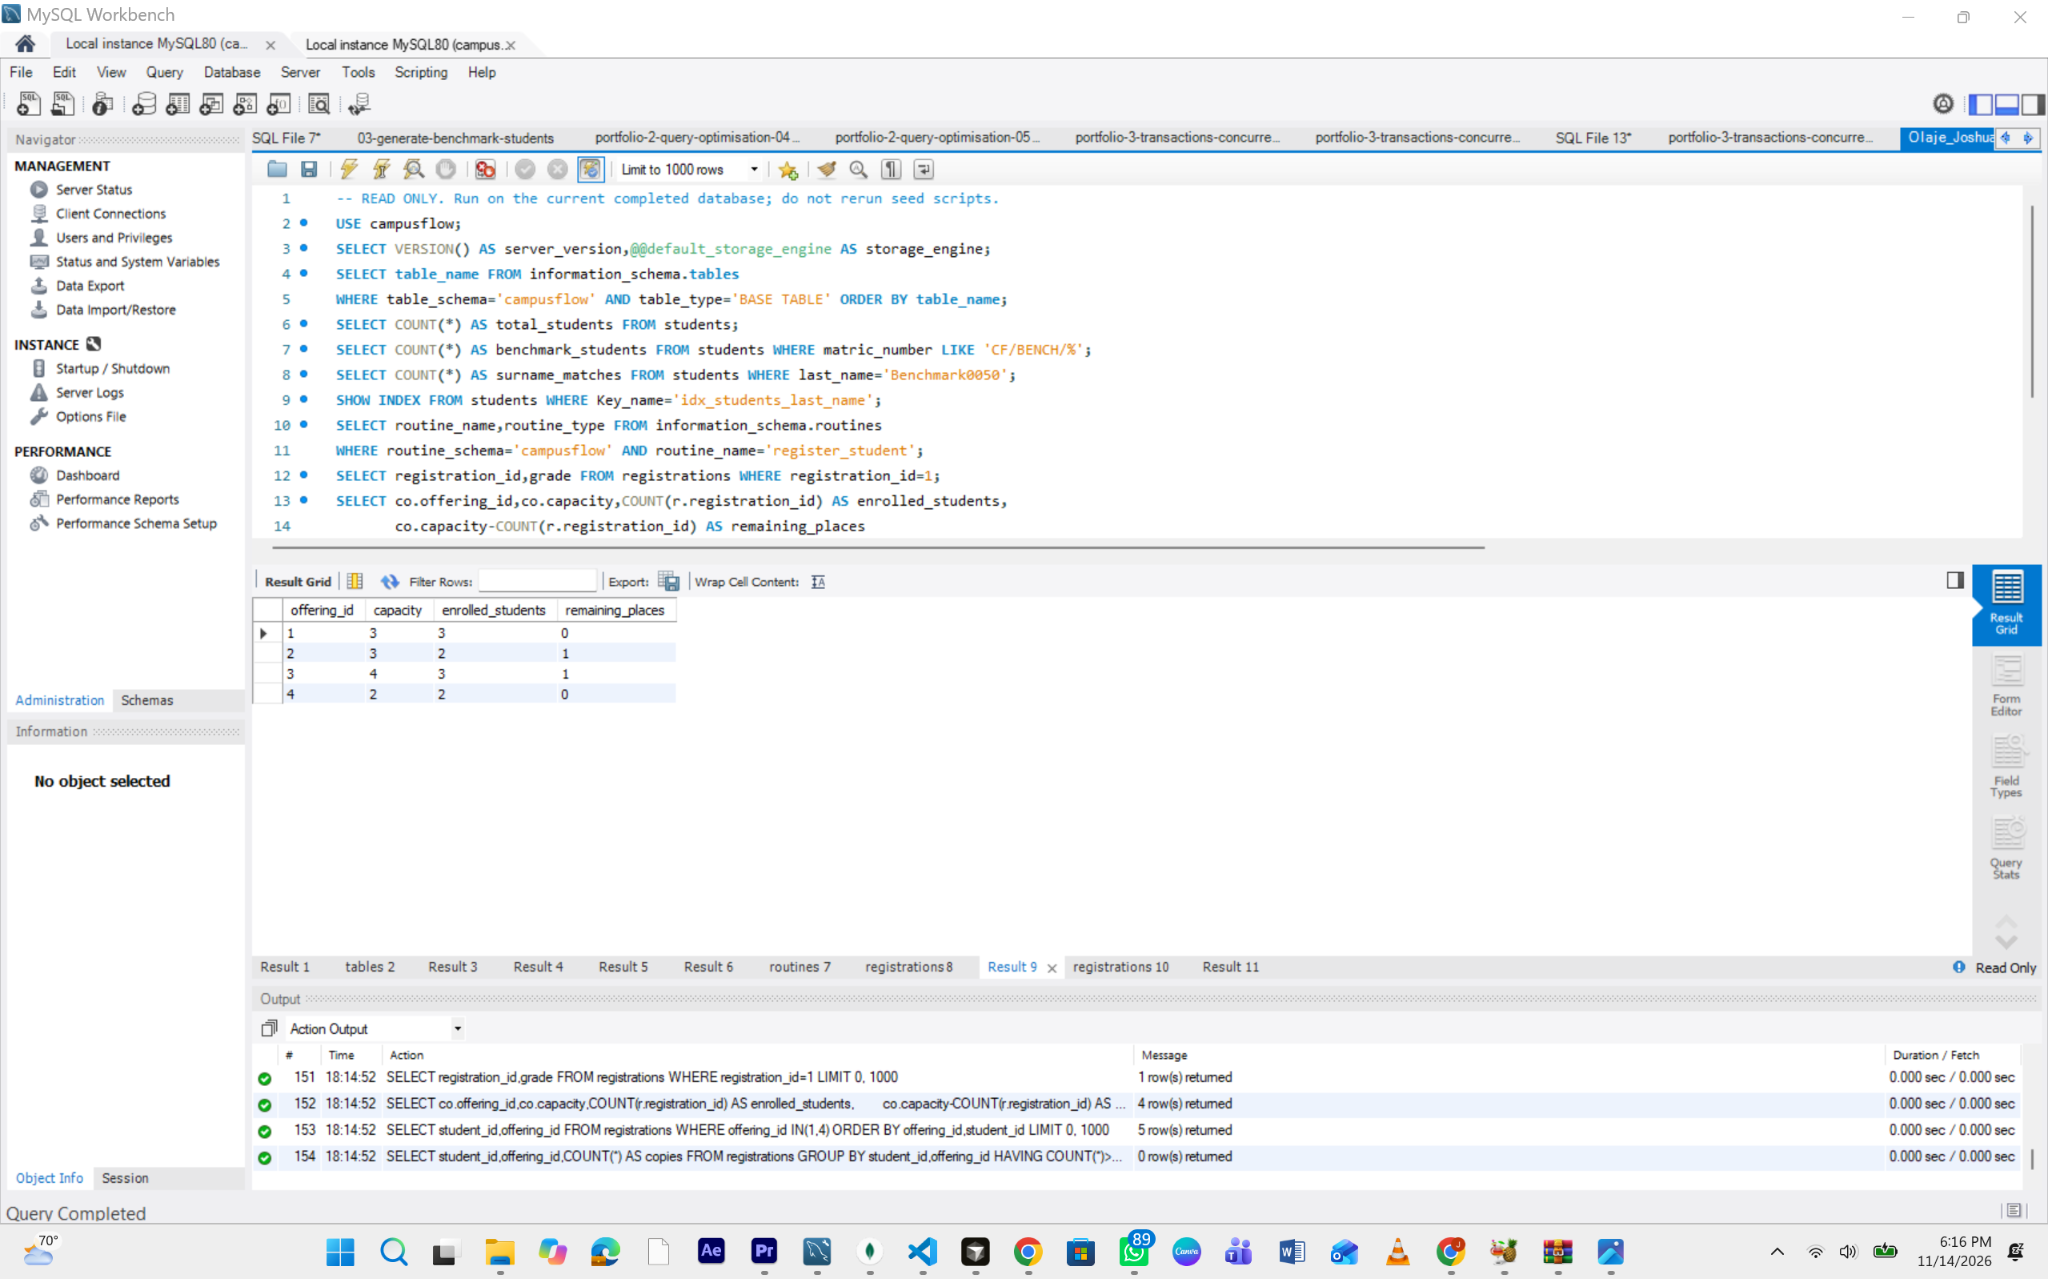 MySQL Workbench
Local instance MySQL80 (ca...
Local instance MySQL80 (campus.
File Edit View Query Database Server Tools Scripting Help
Navigator
SQL File 7* 03-generate-benchmark-students portfolio-2-query-optimisation-04... portfolio-2-query-optimisation-05... portfolio-3-transactions-concurre... portfolio-3-transactions-concurre... SQL File 13* portfolio-3-transactions-concurre... Olaje_Joshua
MANAGEMENT
Server Status
Client Connections
Users and Privileges
Status and System Variables
Data Export
Data Import/Restore
INSTANCE
Startup / Shutdown
Server Logs
Options File
PERFORMANCE
Dashboard
Performance Reports
Performance Schema Setup
Administration Schemas
Information
No object selected
Object Info Session
Limit to 1000 rows
1 -- READ ONLY. Run on the current completed database; do not rerun seed scripts.
2 USE campusflow;
3 SELECT VERSION() AS server_version,@@default_storage_engine AS storage_engine;
4 SELECT table_name FROM information_schema.tables
5 WHERE table_schema='campusflow' AND table_type='BASE TABLE' ORDER BY table_name;
6 SELECT COUNT(*) AS total_students FROM students;
7 SELECT COUNT(*) AS benchmark_students FROM students WHERE matric_number LIKE 'CF/BENCH/%';
8 SELECT COUNT(*) AS surname_matches FROM students WHERE last_name='Benchmark0050';
9 SHOW INDEX FROM students WHERE Key_name='idx_students_last_name';
10 SELECT routine_name,routine_type FROM information_schema.routines
11 WHERE routine_schema='campusflow' AND routine_name='register_student';
12 SELECT registration_id,grade FROM registrations WHERE registration_id=1;
13 SELECT co.offering_id,co.capacity,COUNT(r.registration_id) AS enrolled_students,
14 co.capacity-COUNT(r.registration_id) AS remaining_places
Result Grid Filter Rows: Export: Wrap Cell Content:
offering_id capacity enrolled_students remaining_places
1 3 3 0
2 3 2 1
3 4 3 1
4 2 2 0
Result Grid
Form Editor
Field Types
Query Stats
Result 1 tables 2 Result 3 Result 4 Result 5 Result 6 routines 7 registrations 8 Result 9 registrations 10 Result 11 Read Only
Output
Action Output
# Time Action Message Duration / Fetch
151 18:14:52 SELECT registration_id,grade FROM registrations WHERE registration_id=1 LIMIT 0, 1000 1 row(s) returned 0.000 sec / 0.000 sec
152 18:14:52 SELECT co.offering_id,co.capacity,COUNT(r.registration_id) AS enrolled_students, co.capacity-COUNT(r.registration_id) AS ... 4 row(s) returned 0.000 sec / 0.000 sec
153 18:14:52 SELECT student_id,offering_id FROM registrations WHERE offering_id IN(1,4) ORDER BY offering_id,student_id LIMIT 0, 1000 5 row(s) returned 0.000 sec / 0.000 sec
154 18:14:52 SELECT student_id,offering_id,COUNT(*) AS copies FROM registrations GROUP BY student_id,offering_id HAVING COUNT(*)>... 0 row(s) returned 0.000 sec / 0.000 sec
Query Completed
70°
Ae
Pr
89
Canva
6:16 PM
11/14/2026